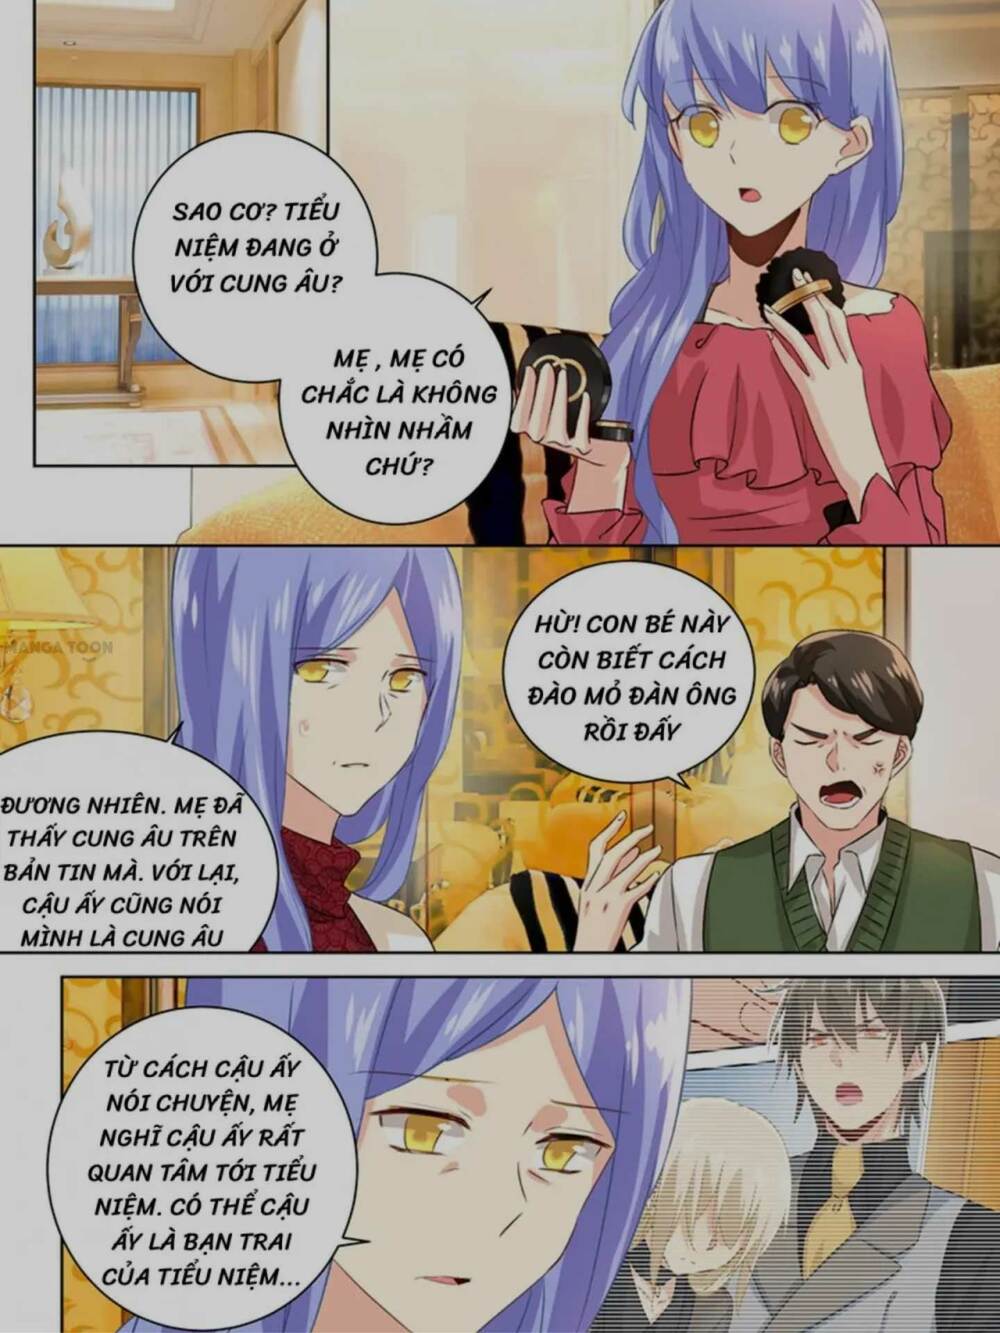 SAO CƠ? TIỂU
NIỆM ĐANG Ở
VỚI CUNG ÂU?
MẸ , MẸ CÓ
CHẮC LÀ KHÔNG
NHÌN NHẦM
CHỨ?
HỪ! CON BÉ NÀY
CÒN BIẾT CÁCH
ĐÀO MỎ ĐÀN ÔNG
RỒI ĐẤY
MANGA TOON
ĐƯƠNG NHIÊN. MẸ ĐÃ
THẤY CUNG ÂU TRÊN
BẢN TIN MÀ. VỚI LẠI,
CẬU ẤY CŨNG NÓI
MÌNH LÀ CUNG ÂU
TỪ CÁCH CẬU ẤY
NÓI CHUYỆN, MẸ
NGHĨ CẬU ẤY RẤT
QUAN TÂM TỚI TIỂU
NIỆM. CÓ THỂ CẬU
ẤY LÀ BẠN TRAI
CỦA TIỂU NIỆM...